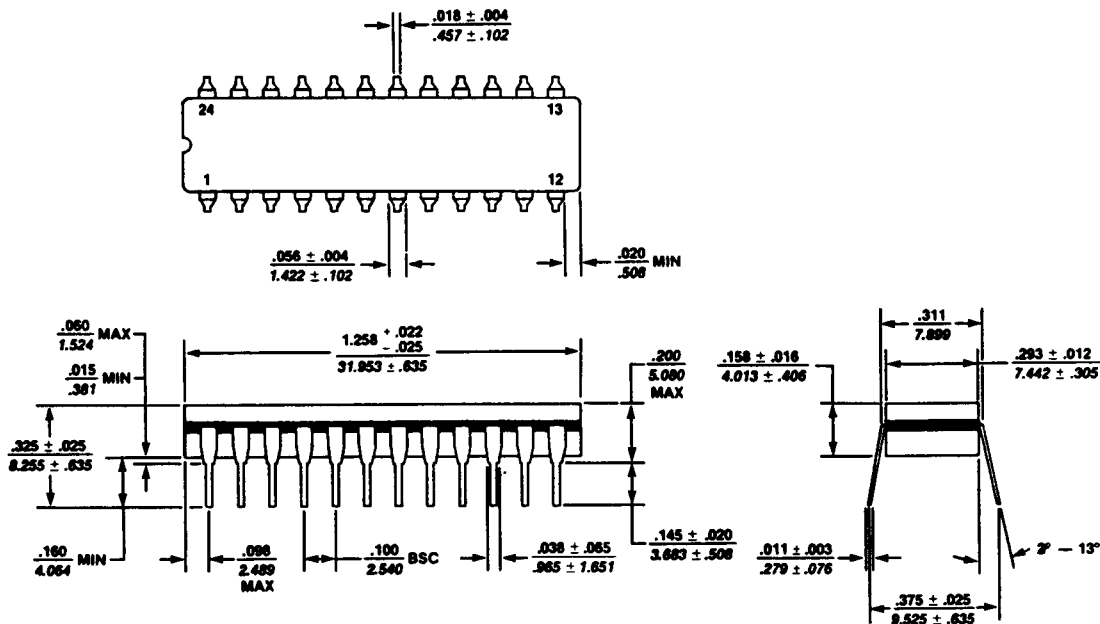 .018 ± .004
.457 ± .102
24
13
1
12
.056 ± .004
1.422 ± .102
.020
.508
MIN
.060
1.524
MAX
.015
.381
MIN
1.258 + .022
- .025
31.953 ± .635
.200
5.080
MAX
.311
7.899
.158 ± .016
4.013 ± .406
.293 ± .012
7.442 ± .305
.325 ± .025
8.255 ± .635
.160
4.064
MIN
.098
2.489
MAX
.100
2.540
BSC
.038 ± .065
.965 ± 1.651
.145 ± .020
3.683 ± .508
.011 ± .003
.279 ± .076
2° – 13°
.375 ± .025
9.525 ± .635